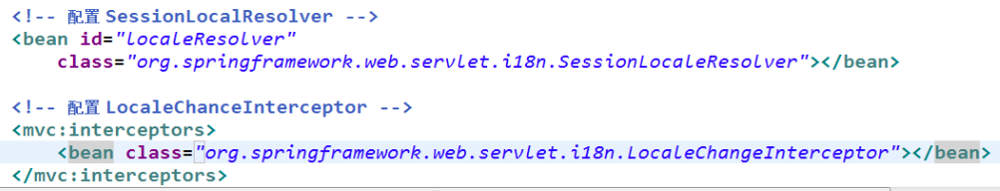 <!-- 配置 SessionLocalResolver -->
<bean id="localeResolver"
class="org.springframework.web.servlet.i18n.SessionLocaleResolver"></bean>
<!-- 配置 LocaleChanceInterceptor -->
<mvc:interceptors>
<bean class="org.springframework.web.servlet.i18n.LocaleChangeInterceptor"></bean>
</mvc:interceptors>